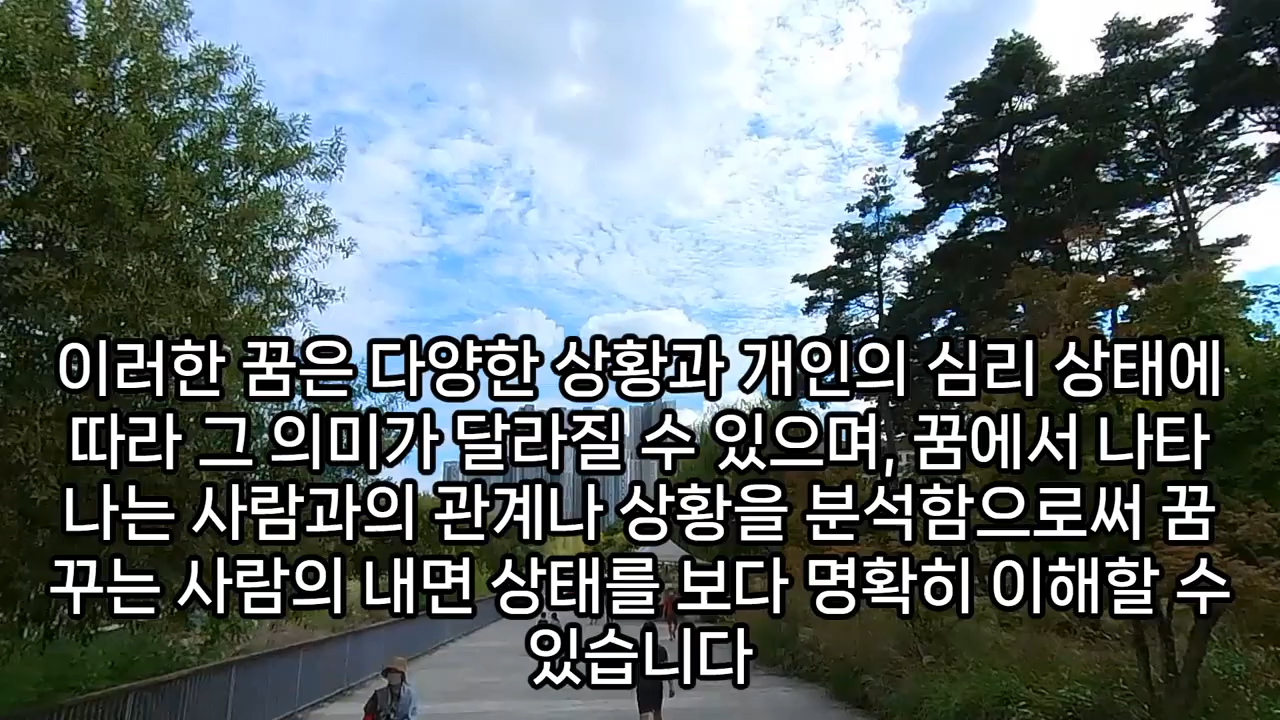 이러한 꿈은 다양한 상황과 개인의 심리 상태에
따라 그 의미가 달라질 수 있으며, 꿈에서 나타
나는 사람과의 관계나 상황을 분석함으로써 꿈
꾸는 사람의 내면 상태를 보다 명확히 이해할 수
있습니다